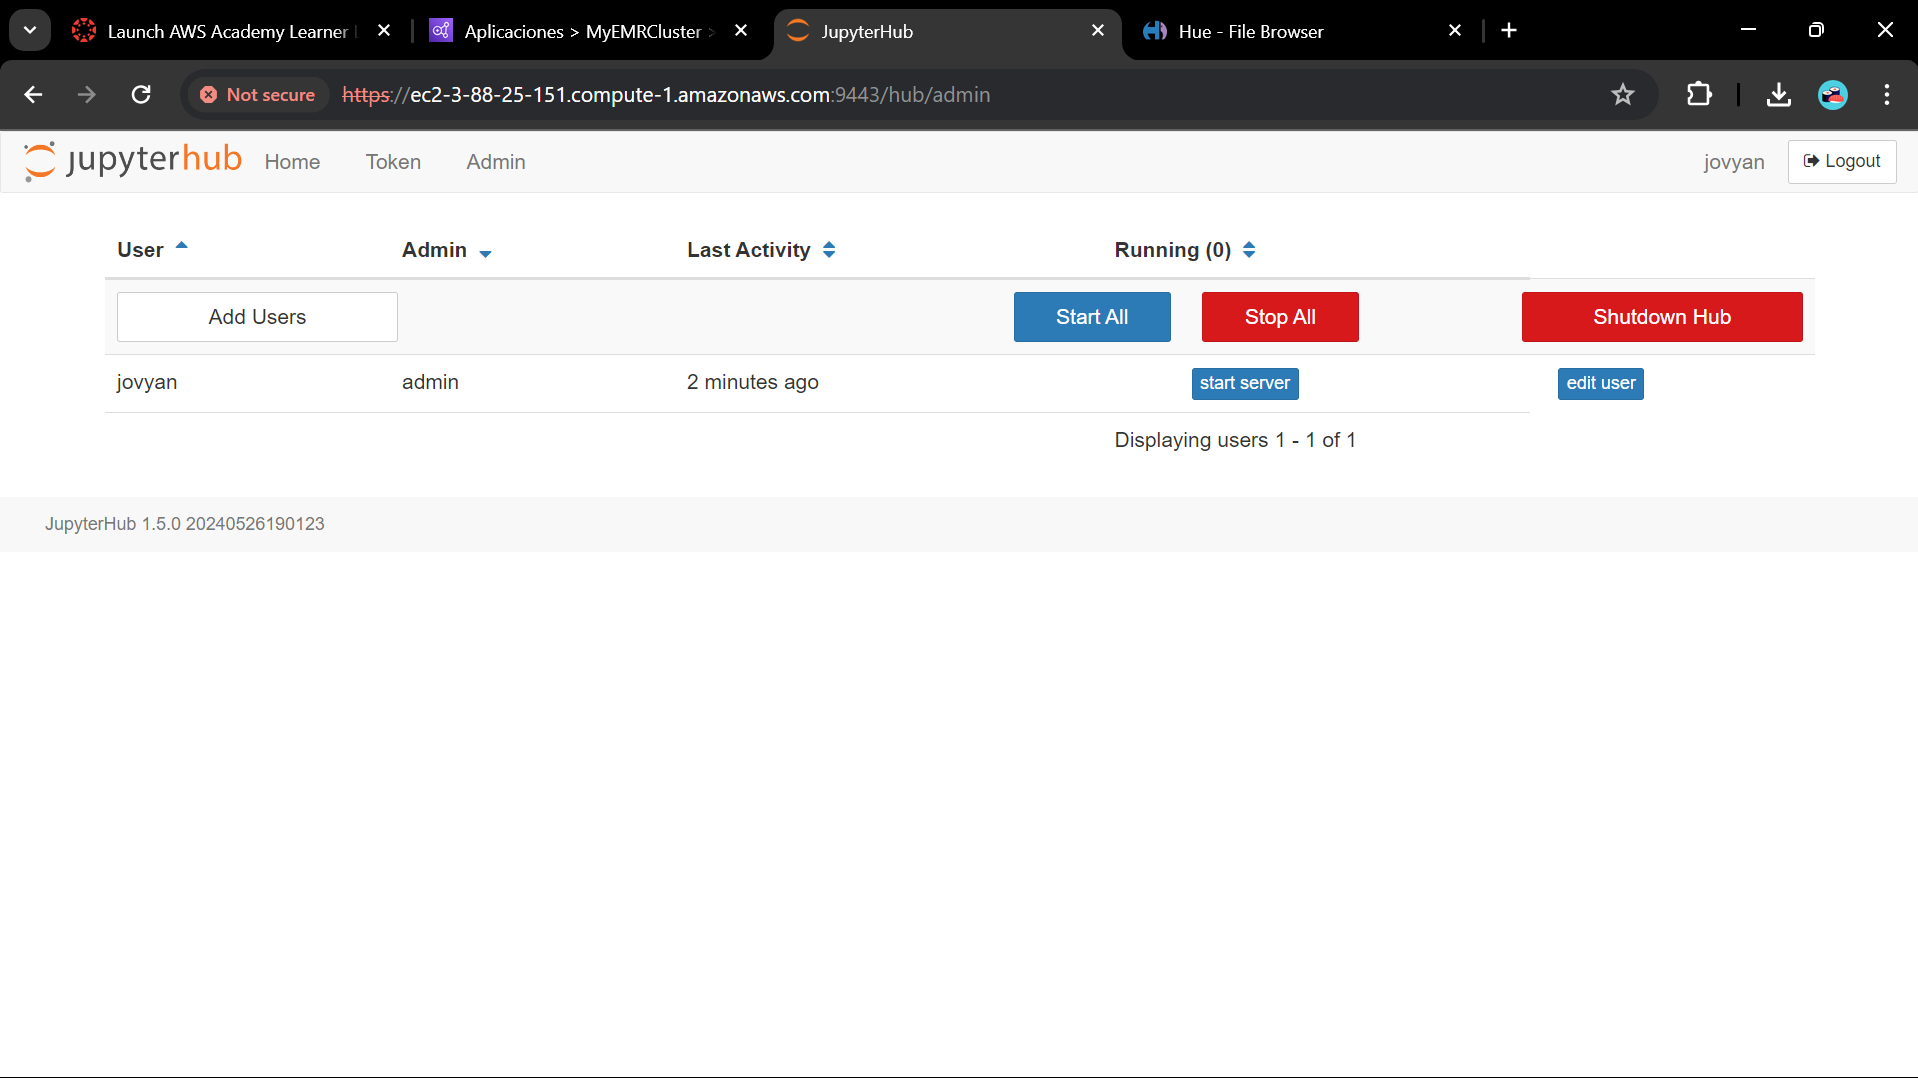 Launch AWS Academy Learner L
Aplicaciones > MyEMRCluster >
JupyterHub
Hue - File Browser
Not secure
https://ec2-3-88-25-151.compute-1.amazonaws.com:9443/hub/admin
jupyterhub
Home
Token
Admin
jovyan
Logout
User
Admin
Last Activity
Running (0)
Add Users
Start All
Stop All
Shutdown Hub
jovyan
admin
2 minutes ago
start server
edit user
Displaying users 1 - 1 of 1
JupyterHub 1.5.0 20240526190123